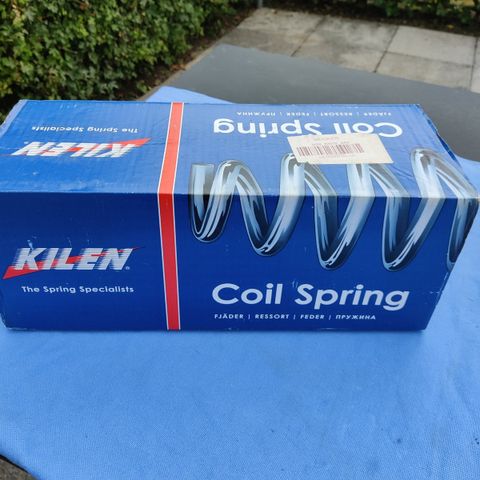 FJÄDER | RESSORT | FEDER | ПРУЖИНА
Coil Spring
KILEN
The Spring Specialists
KILEN®
The Spring Specialists
Coil Spring
FJÄDER | RESSORT | FEDER | ПРУЖИНА